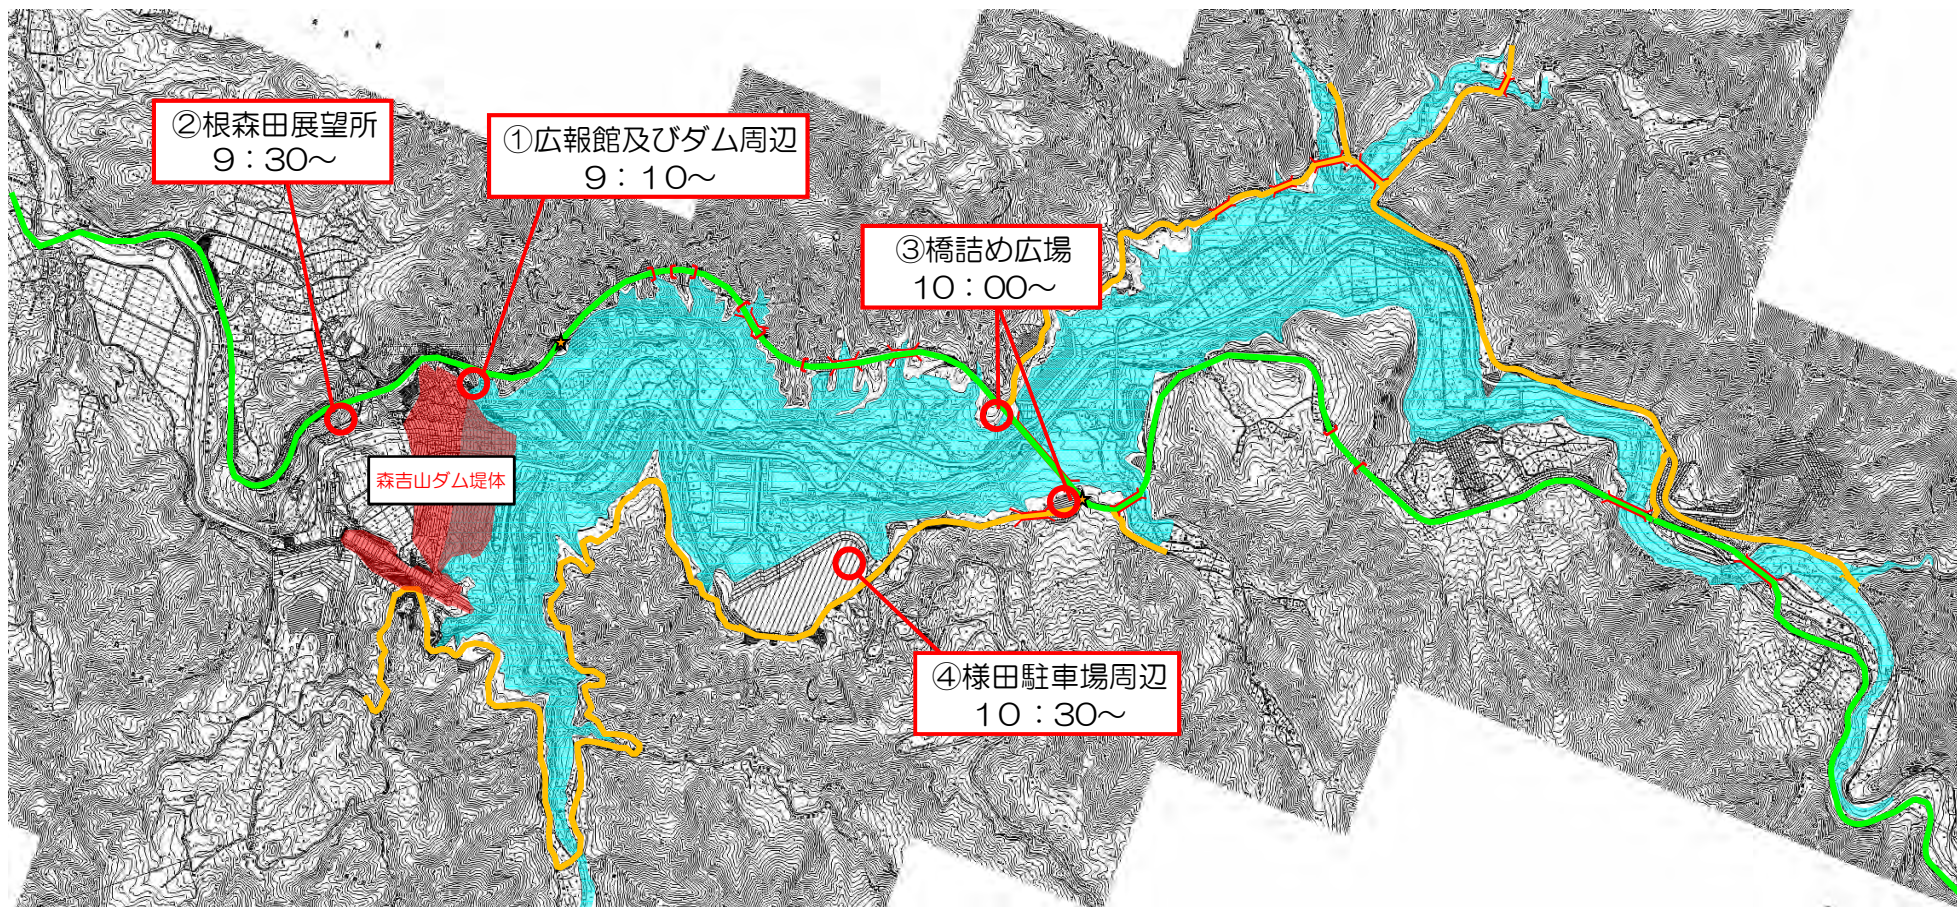 ②根森田展望所
9：30～
①広報館及びダム周辺
9：10～
③橋詰め広場
10：00～
森吉山ダム堤体
④様田駐車場周辺
10：30～